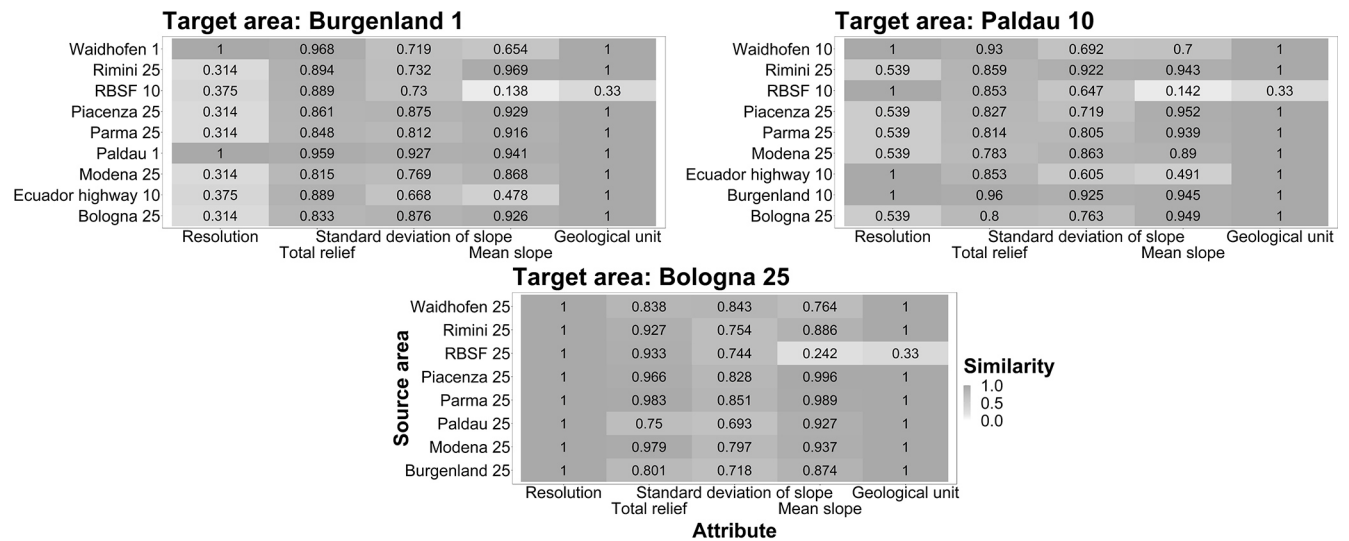 Target area: Burgenland 1
Waidhofen 1 1 0.968 0.719 0.654 1
Rimini 25 0.314 0.894 0.732 0.969 1
RBSF 10 0.375 0.889 0.73 0.138 0.33
Piacenza 25 0.314 0.861 0.875 0.929 1
Parma 25 0.314 0.848 0.812 0.916 1
Paldau 1 1 0.959 0.927 0.941 1
Modena 25 0.314 0.815 0.769 0.868 1
Ecuador highway 10 0.375 0.889 0.668 0.478 1
Bologna 25 0.314 0.833 0.876 0.926 1
Resolution Standard deviation of slope Geological unit
Total relief Mean slope
Target area: Paldau 10
Waidhofen 10 1 0.93 0.692 0.7 1
Rimini 25 0.539 0.859 0.922 0.943 1
RBSF 10 1 0.853 0.647 0.142 0.33
Piacenza 25 0.539 0.827 0.719 0.952 1
Parma 25 0.539 0.814 0.805 0.939 1
Modena 25 0.539 0.783 0.863 0.89 1
Ecuador highway 10 1 0.853 0.605 0.491 1
Burgenland 10 1 0.96 0.925 0.945 1
Bologna 25 0.539 0.8 0.763 0.949 1
Resolution Standard deviation of slope Geological unit
Total relief Mean slope
Target area: Bologna 25
Source area
Waidhofen 25 1 0.838 0.843 0.764 1
Rimini 25 1 0.927 0.754 0.886 1
RBSF 25 1 0.933 0.744 0.242 0.33
Piacenza 25 1 0.966 0.828 0.996 1
Parma 25 1 0.983 0.851 0.989 1
Paldau 25 1 0.75 0.693 0.927 1
Modena 25 1 0.979 0.797 0.937 1
Burgenland 25 1 0.801 0.718 0.874 1
Resolution Standard deviation of slope Geological unit
Total relief Mean slope
Attribute
Similarity
1.0
0.5
0.0